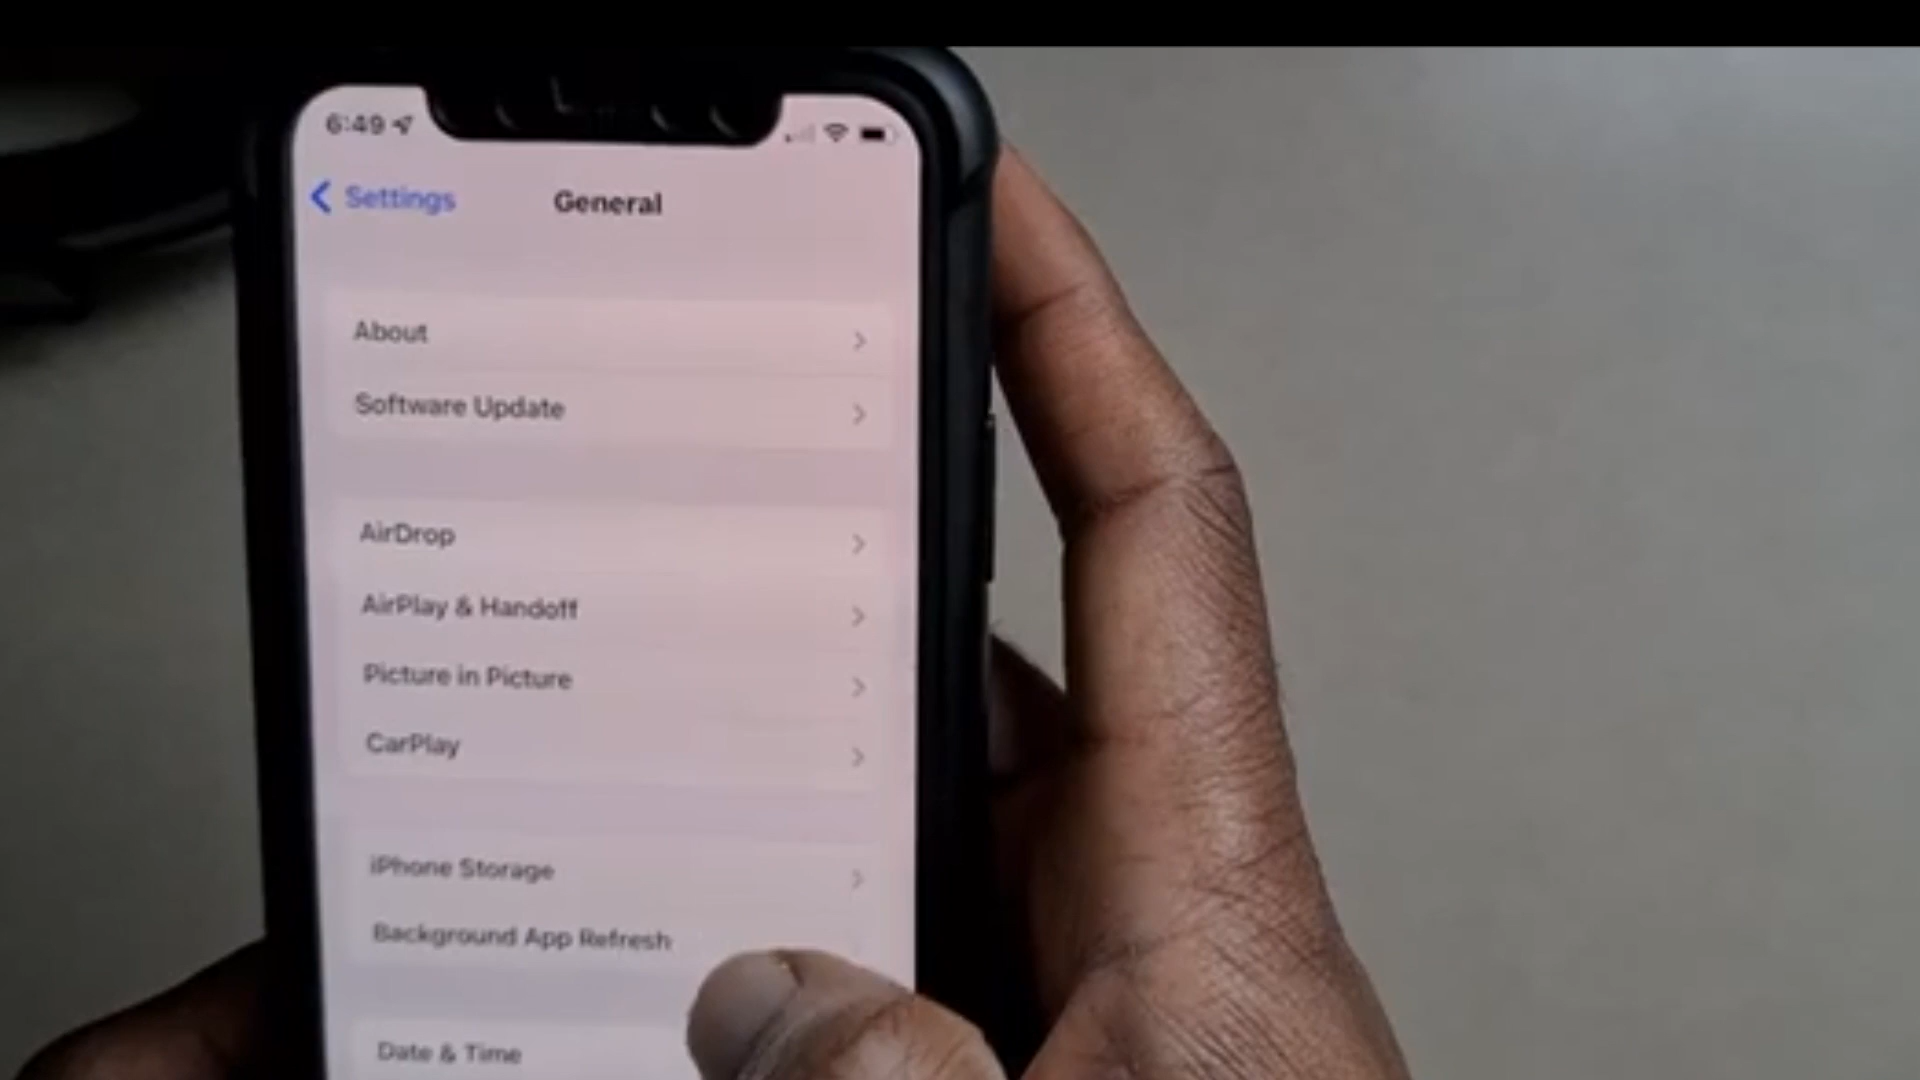 6:49
Settings
General
About
Software Update
AirDrop
AirPlay & Handoff
Picture in Picture
CarPlay
iPhone Storage
Background App Refresh
Date & Time